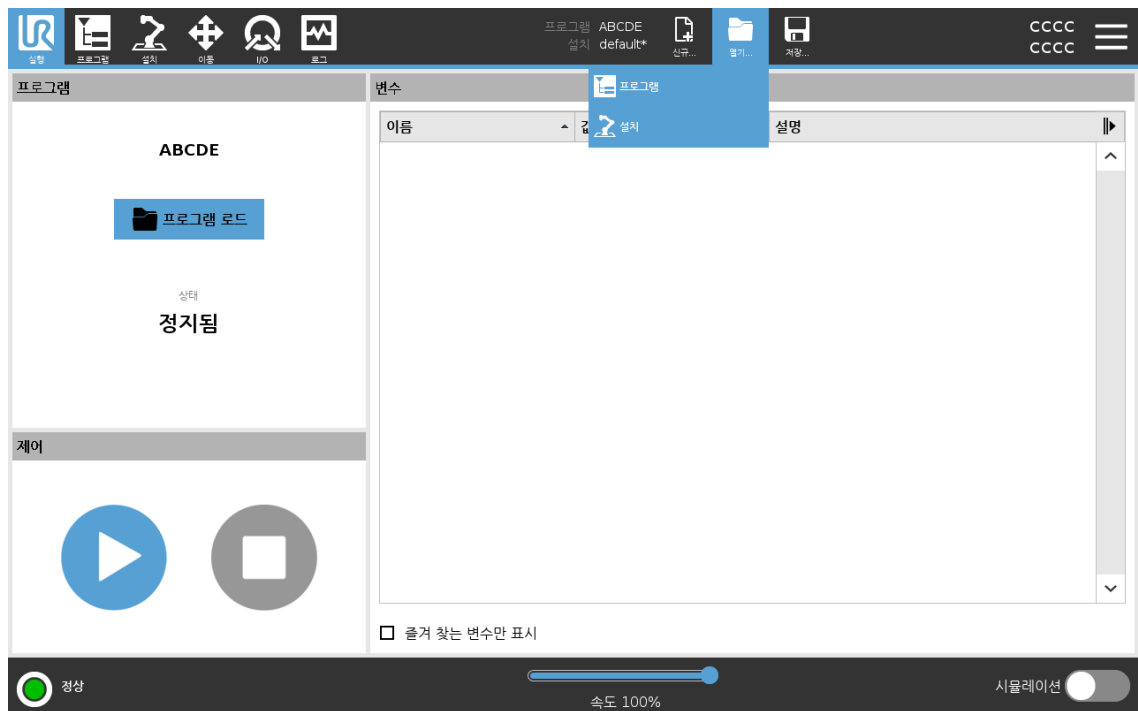 UR
실행
프로그램
설치
이동
I/O
로그
프로그램 ABCDE
설치 default*
신규...
열기...
저장...
CCCC
CCCC
프로그램
설치
프로그램
ABCDE
프로그램 로드
상태
정지됨
제어
변수
이름
설명
즐겨 찾는 변수만 표시
정상
속도 100%
시뮬레이션